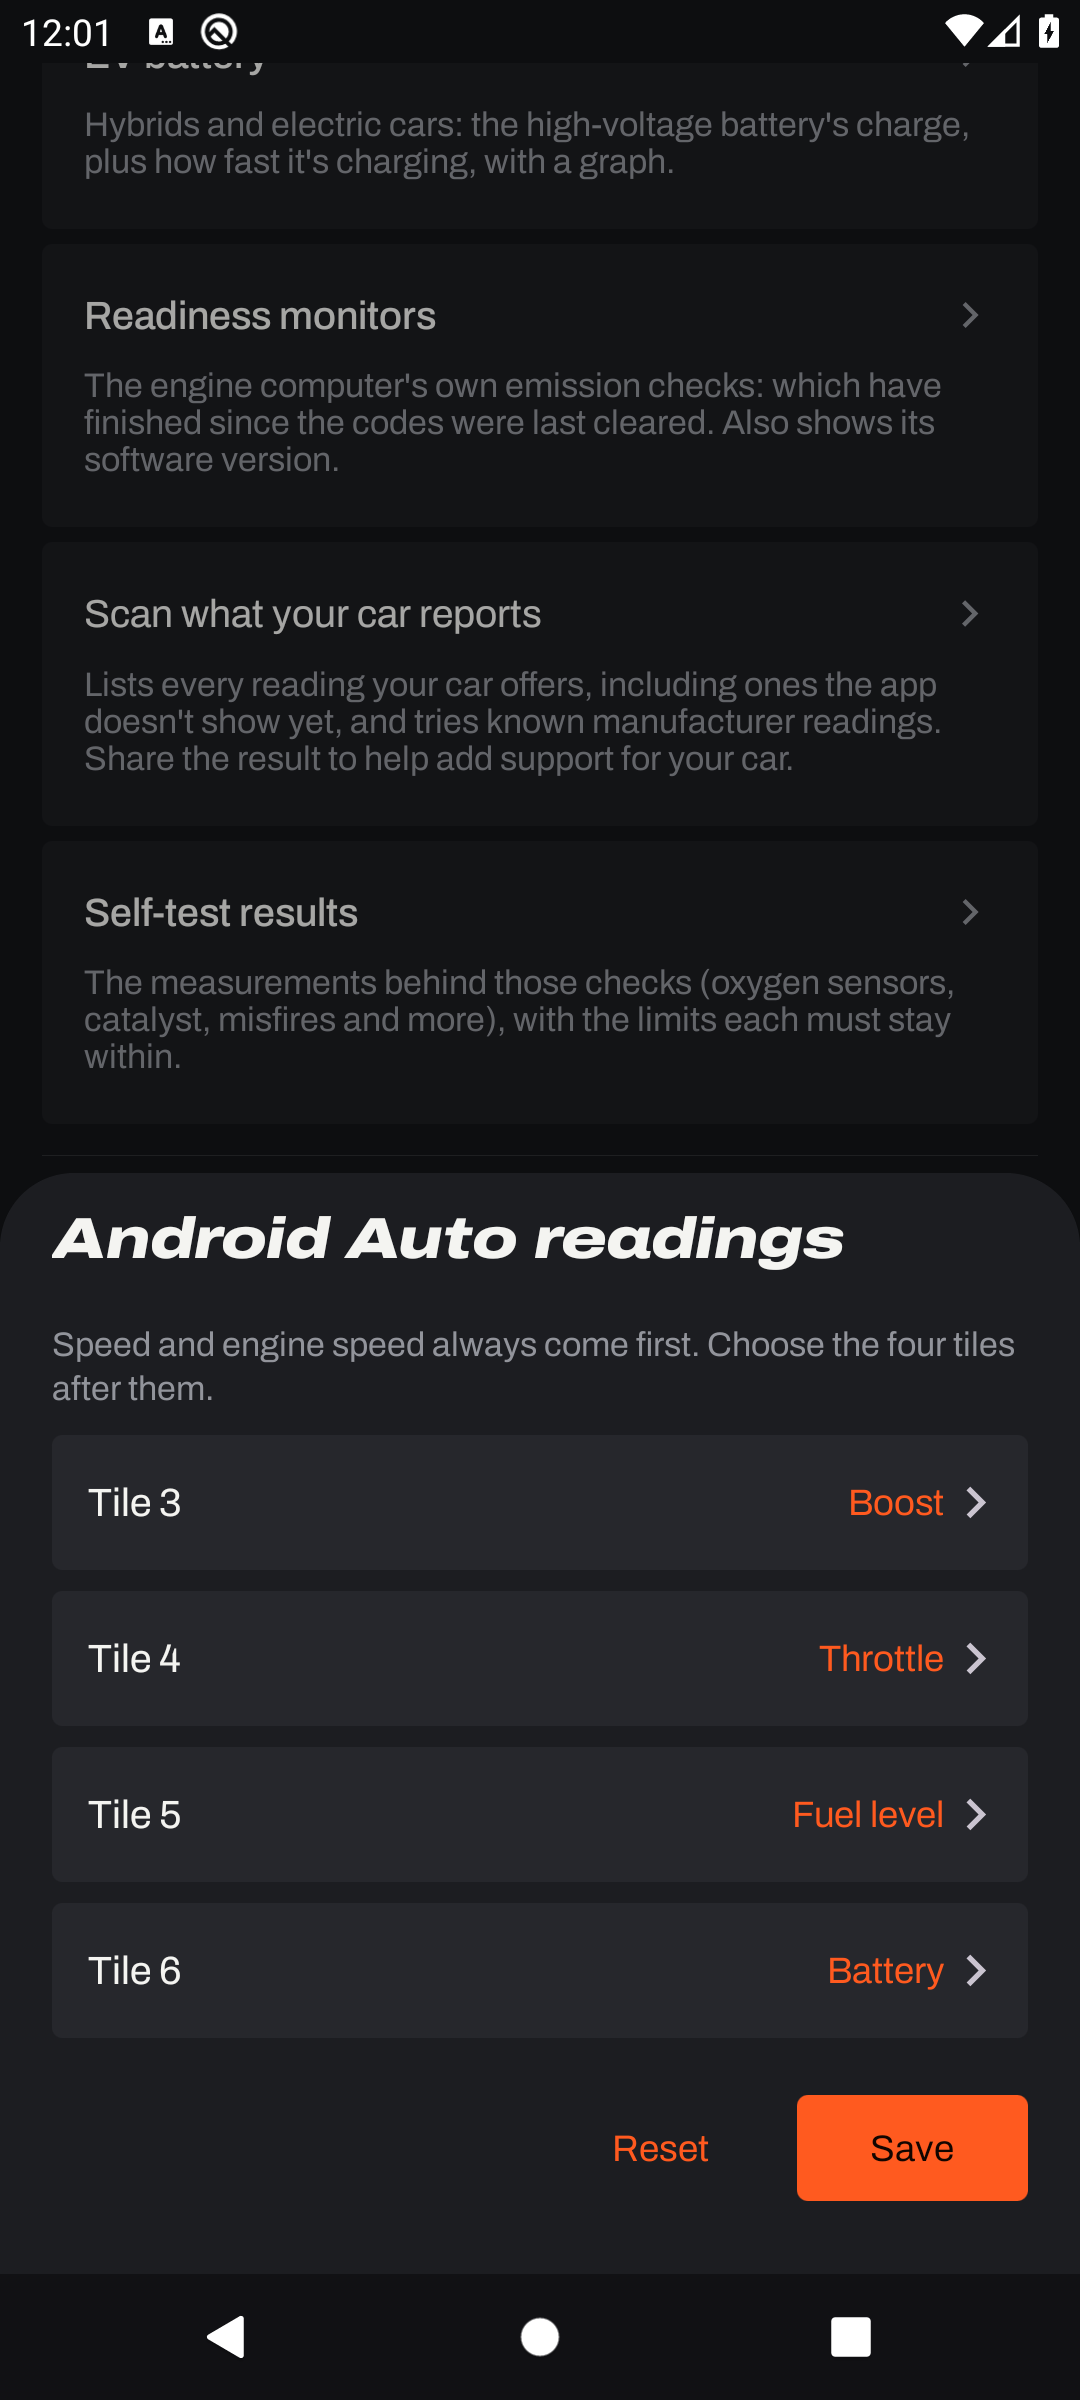 12:01
EV battery
Hybrids and electric cars: the high-voltage battery's charge,
plus how fast it's charging, with a graph.
Readiness monitors
The engine computer's own emission checks: which have
finished since the codes were last cleared. Also shows its
software version.
Scan what your car reports
Lists every reading your car offers, including ones the app
doesn't show yet, and tries known manufacturer readings.
Share the result to help add support for your car.
Self-test results
The measurements behind those checks (oxygen sensors,
catalyst, misfires and more), with the limits each must stay
within.
Android Auto readings
Speed and engine speed always come first. Choose the four tiles
after them.
Tile 3 Boost
Tile 4 Throttle
Tile 5 Fuel level
Tile 6 Battery
Reset Save